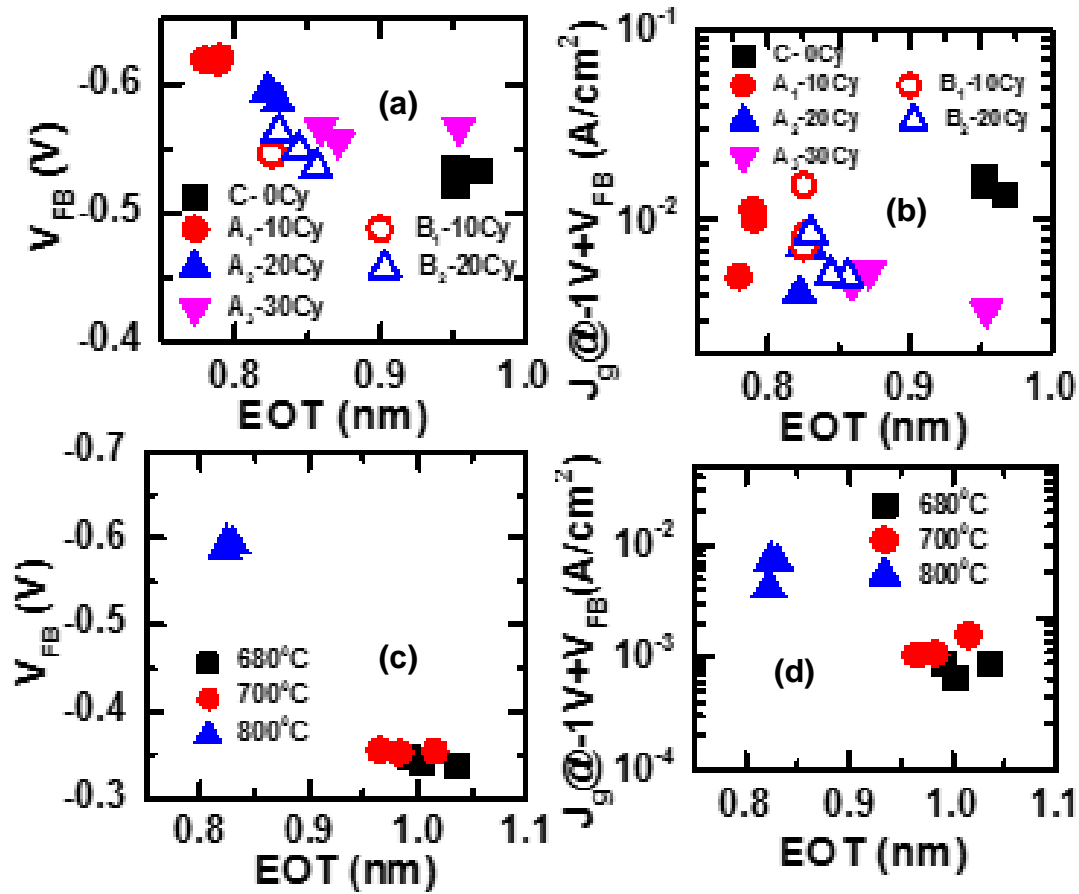 (a)
-0.6
-0.5
-0.4
V_FB (V)
C-0Cy
A_1-10Cy
A_2-20Cy
A_3-30Cy
B_1-10Cy
B_2-20Cy
0.8 0.9 1.0
EOT (nm)
(b)
10^-1
10^-2
J_g@-1V+V_FB (A/cm^2)
C-0Cy
A_1-10Cy
A_2-20Cy
A_3-30Cy
B_1-10Cy
B_2-20Cy
0.8 0.9 1.0
EOT (nm)
(c)
-0.7
-0.6
-0.5
-0.4
-0.3
V_FB (V)
680°C
700°C
800°C
0.8 0.9 1.0 1.1
EOT (nm)
(d)
10^-2
10^-3
10^-4
J_g@-1V+V_FB(A/cm^2)
680°C
700°C
800°C
0.8 0.9 1.0 1.1
EOT (nm)